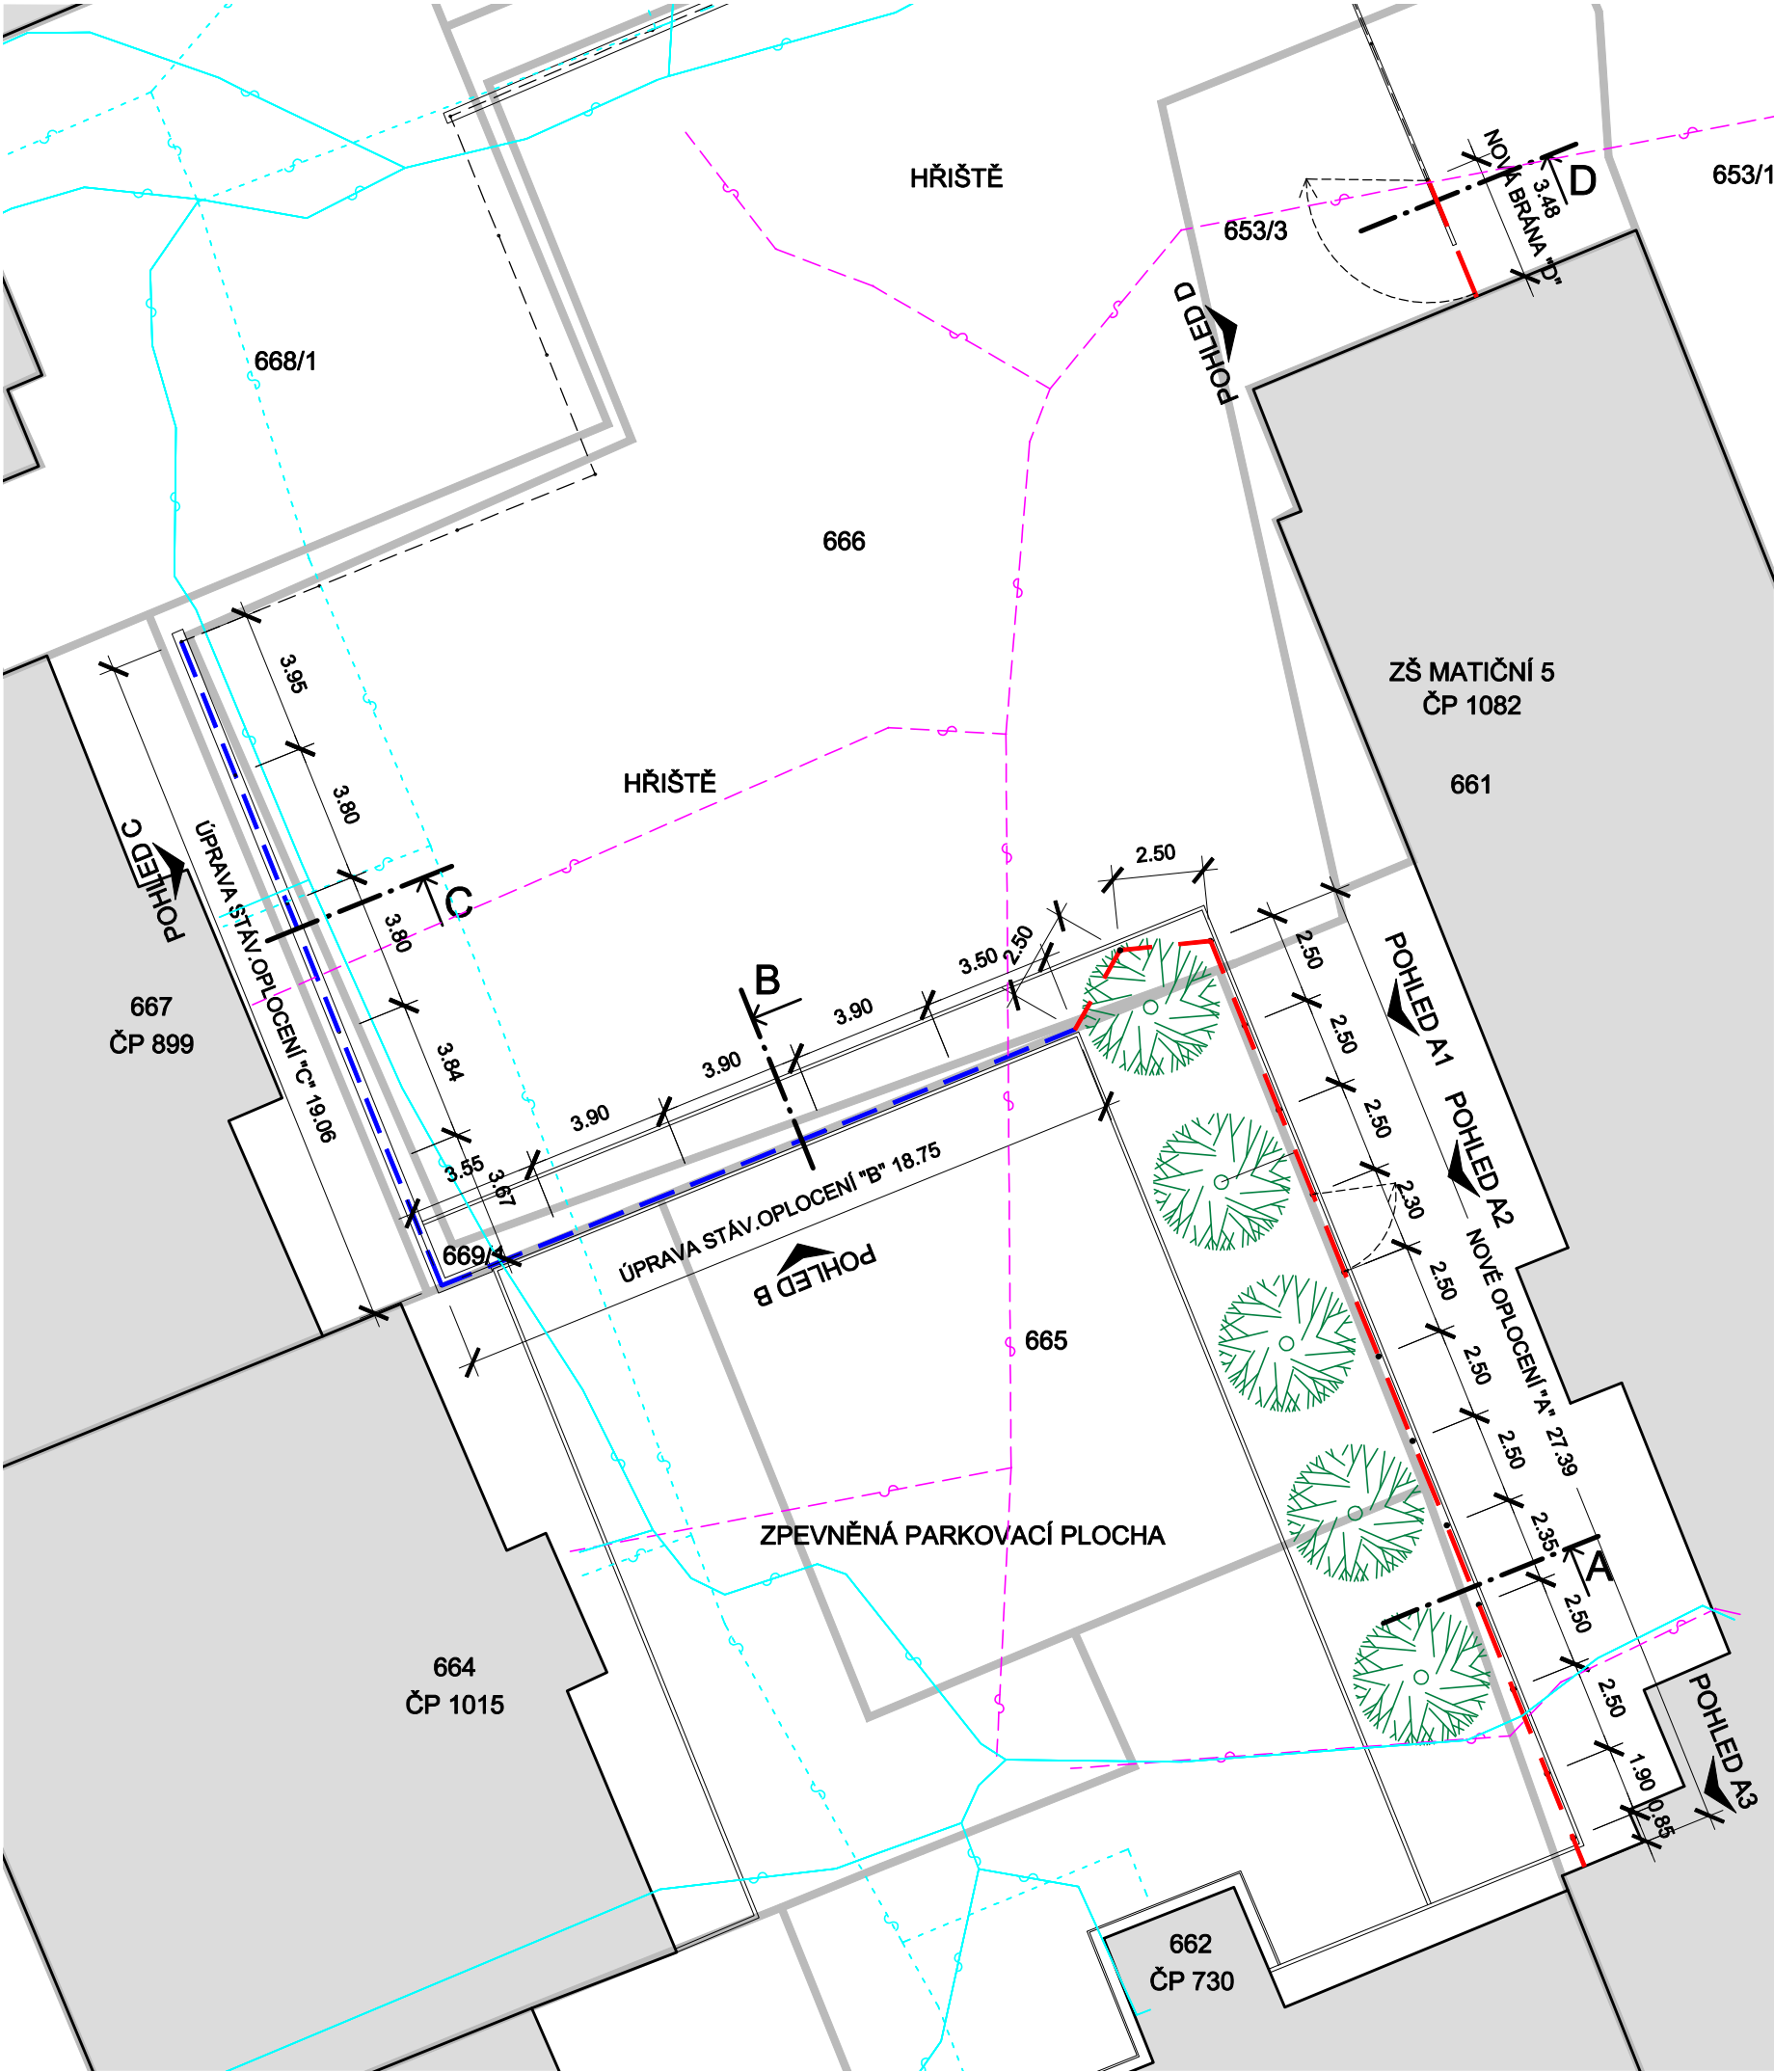 HŘIŠTĚ
NOVÁ BRÁNA "D"
3.48
D
653/1
653/3
POHLED D
668/1
666
ZŠ MATIČNÍ 5
ČP 1082
661
HŘIŠTĚ
3.95
3.80
3.80
3.84
3.67
POHLED C
ÚPRAVA STÁV.OPLOCENÍ "C" 19.06
C
667
ČP 899
B
3.55
3.90
3.90
3.90
3.50
2.50
2.50
669/1
ÚPRAVA STÁV.OPLOCENÍ "B" 18.75
POHLED B
2.50
2.50
2.50
2.30
2.50
2.50
2.50
2.35
2.50
2.50
1.90
0.85
POHLED A1
POHLED A2
NOVÉ OPLOCENÍ "A" 27.39
A
POHLED A3
665
ZPEVNĚNÁ PARKOVACÍ PLOCHA
664
ČP 1015
662
ČP 730